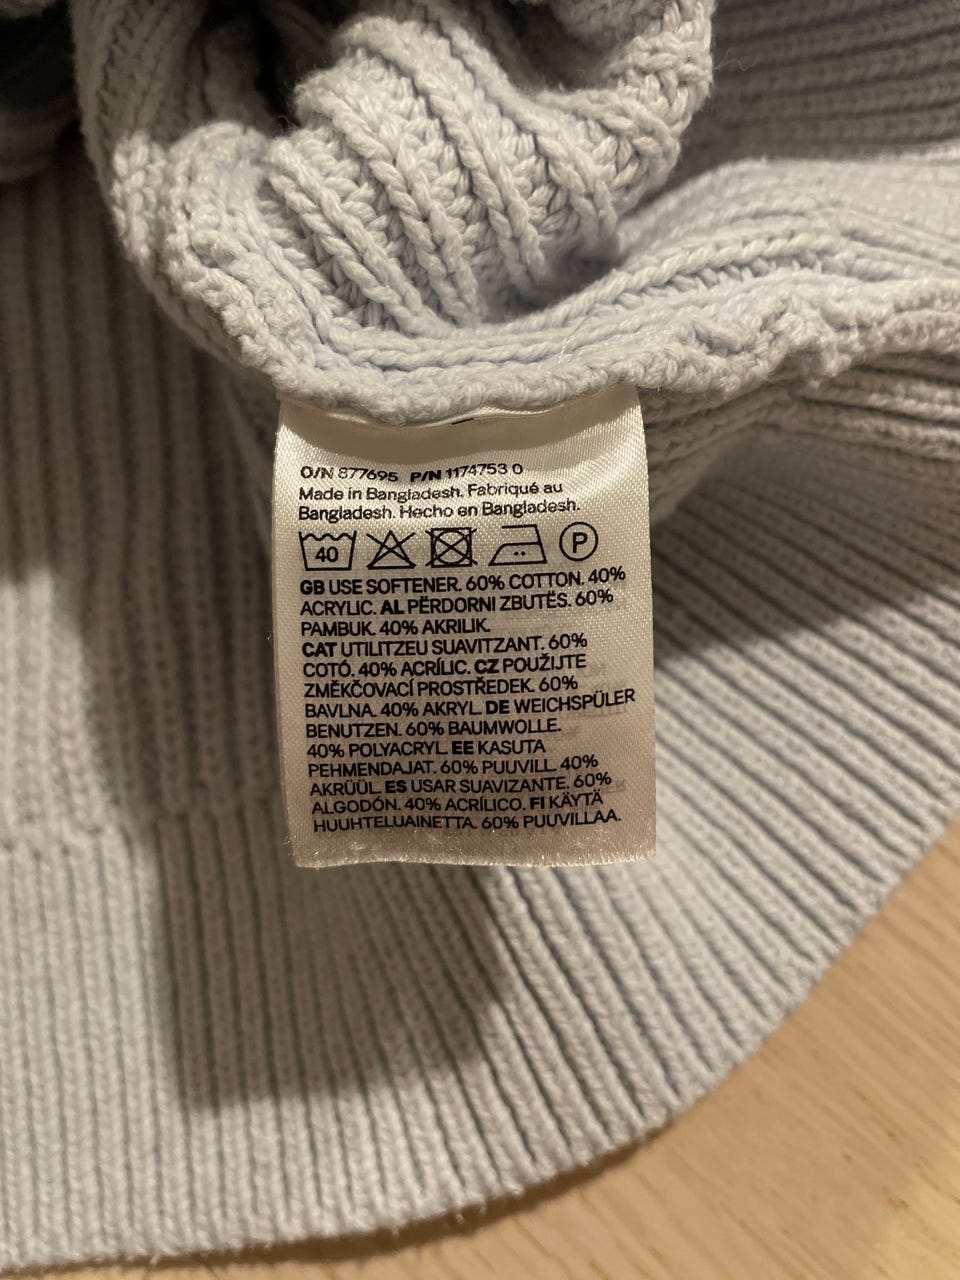 O/N 877695 P/N 1174753 0
Made in Bangladesh. Fabriqué au
Bangladesh. Hecho en Bangladesh.
40 P
GB USE SOFTENER. 60% COTTON. 40%
ACRYLIC. AL PËRDORNI ZBUTËS. 60%
PAMBUK. 40% AKRILIK.
CAT UTILITZEU SUAVITZANT. 60%
COTÓ. 40% ACRÍLIC. CZ POUŽIJTE
ZMĚKČOVACÍ PROSTŘEDEK. 60%
BAVLNA. 40% AKRYL. DE WEICHSPÜLER
BENUTZEN. 60% BAUMWOLLE.
40% POLYACRYL. EE KASUTA
PEHMENDAJAT. 60% PUUVILL. 40%
AKRÜÜL. ES USAR SUAVIZANTE. 60%
ALGODÓN. 40% ACRÍLICO. FI KÄYTÄ
HUUHTELUAINETTA. 60% PUUVILLAA.